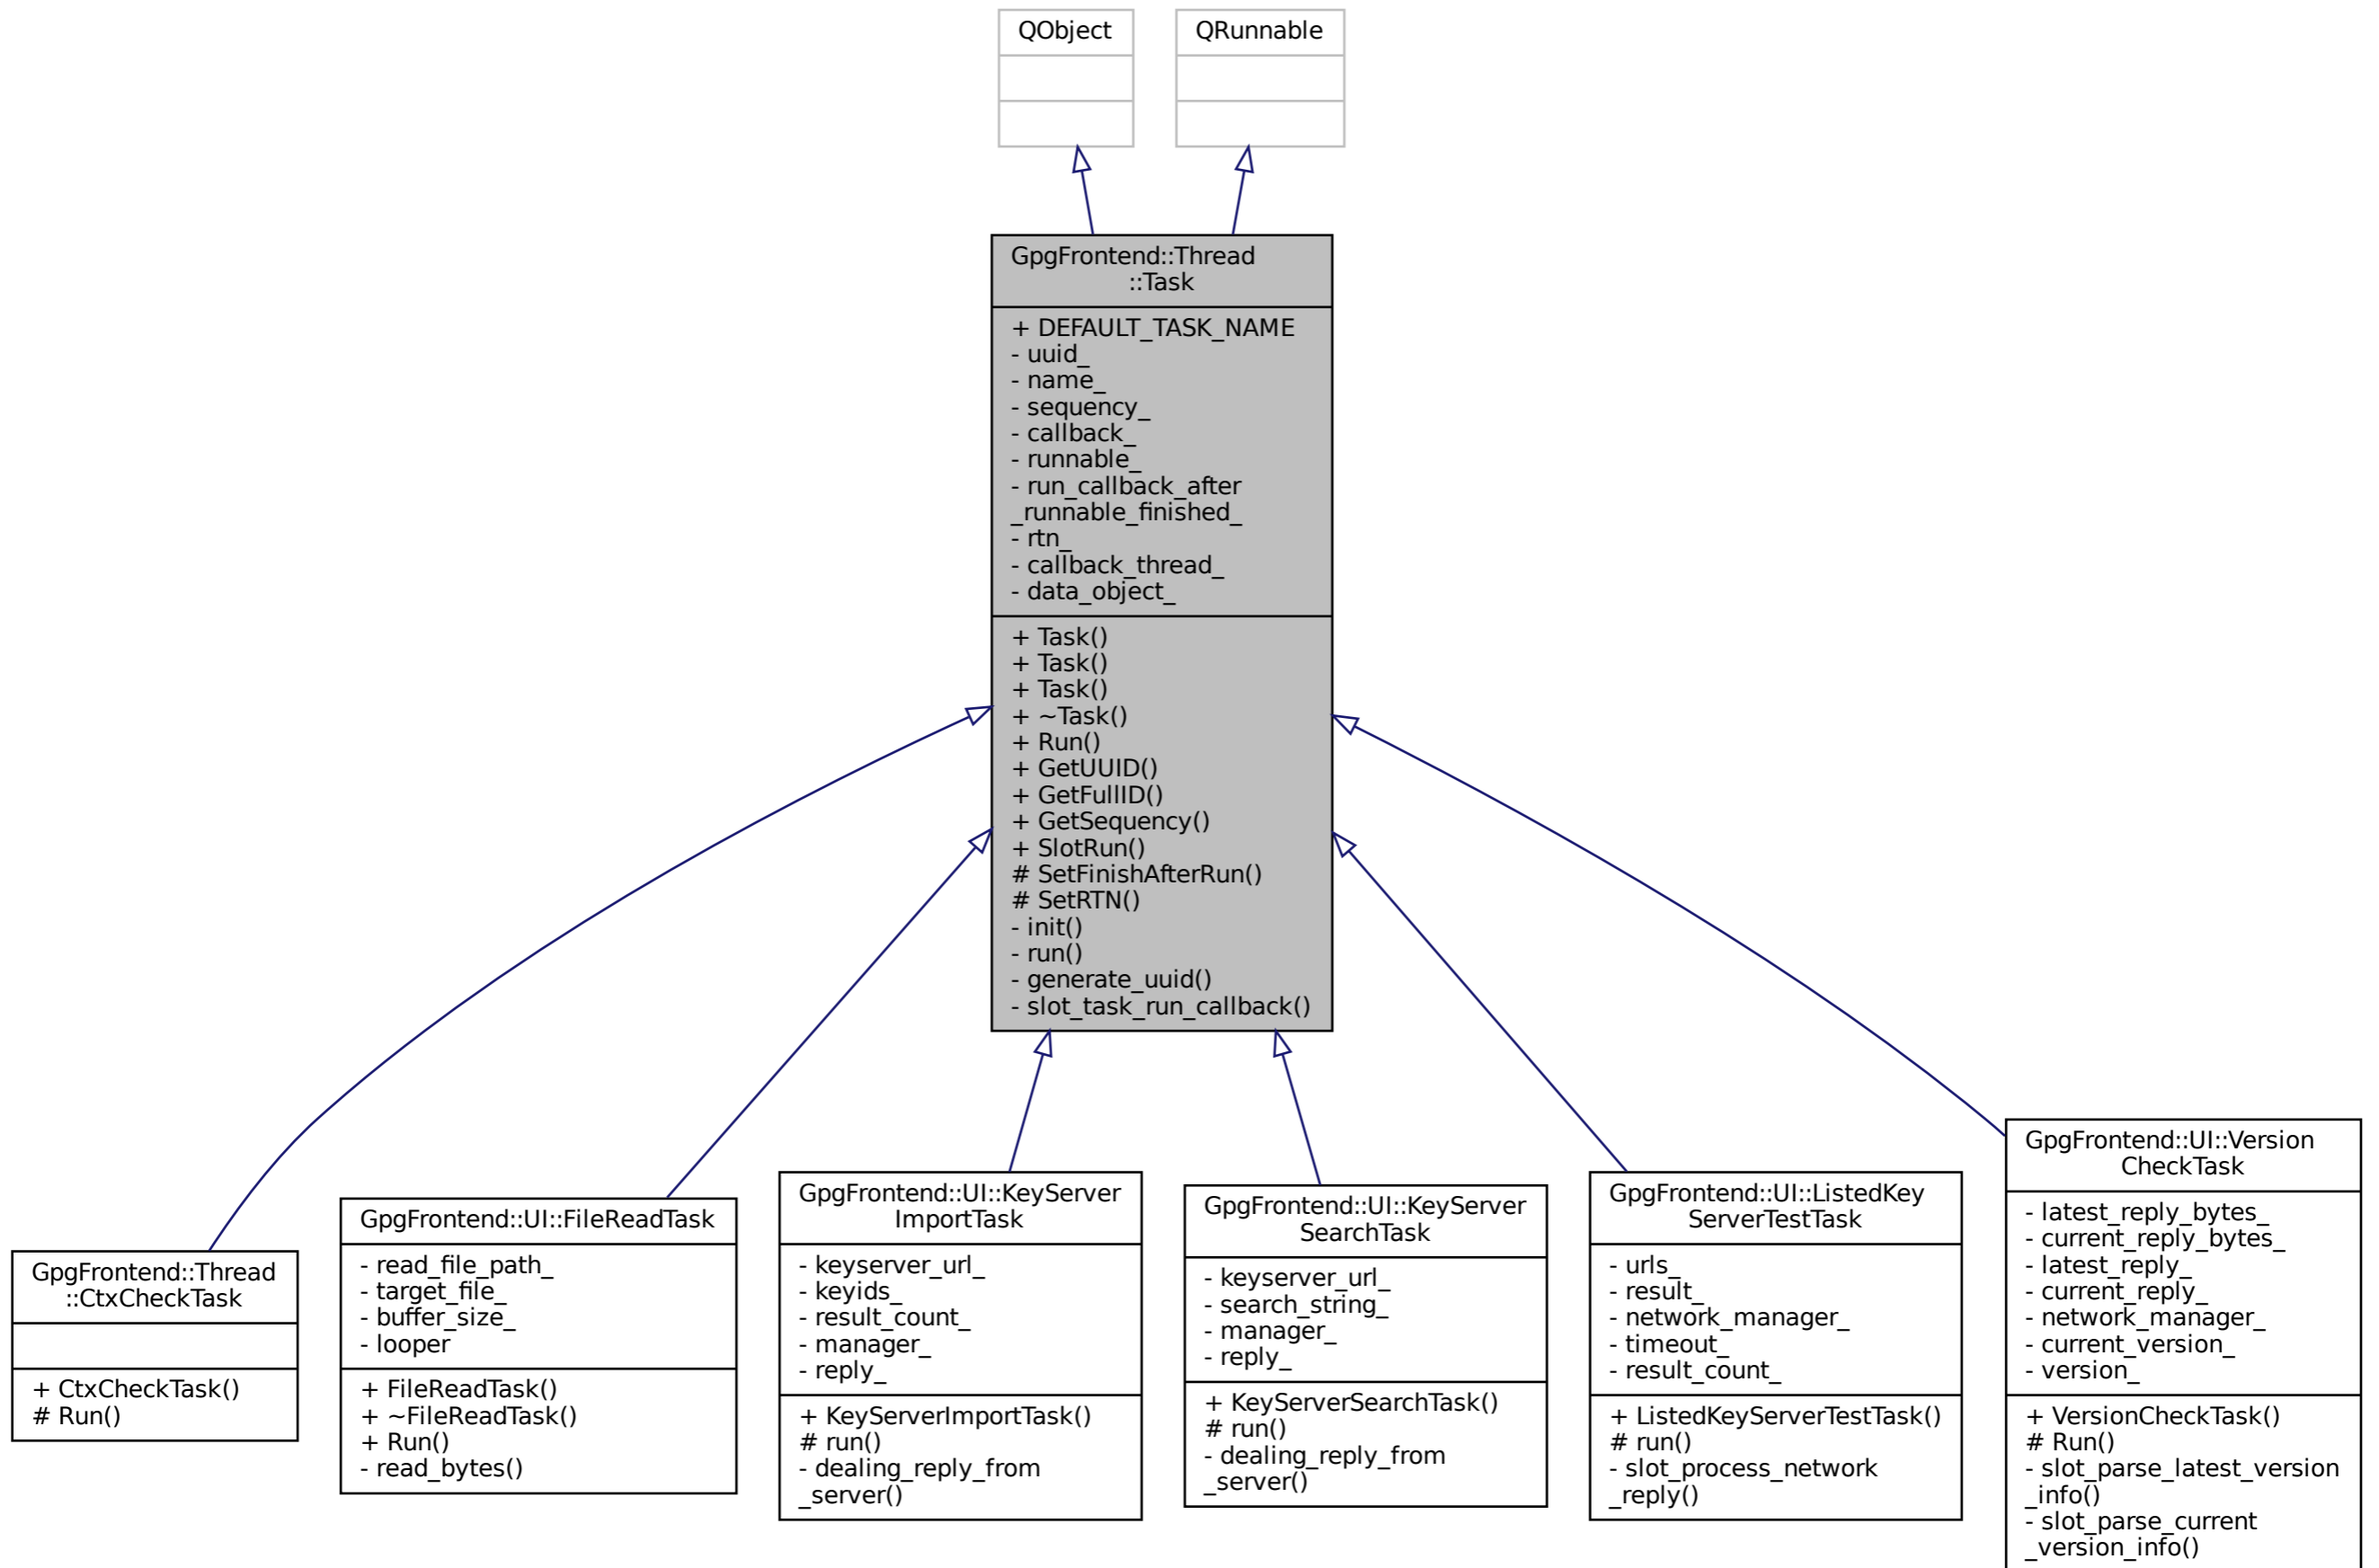 QObject
QRunnable
GpgFrontend::Thread
::Task
+ DEFAULT_TASK_NAME
- uuid_
- name_
- sequency_
- callback_
- runnable_
- run_callback_after
_runnable_finished_
- rtn_
- callback_thread_
- data_object_
+ Task()
+ Task()
+ Task()
+ ~Task()
+ Run()
+ GetUUID()
+ GetFullID()
+ GetSequency()
+ SlotRun()
# SetFinishAfterRun()
# SetRTN()
- init()
- run()
- generate_uuid()
- slot_task_run_callback()
GpgFrontend::Thread
::CtxCheckTask
+ CtxCheckTask()
# Run()
GpgFrontend::UI::FileReadTask
- read_file_path_
- target_file_
- buffer_size_
- looper
+ FileReadTask()
+ ~FileReadTask()
+ Run()
- read_bytes()
GpgFrontend::UI::KeyServer
ImportTask
- keyserver_url_
- keyids_
- result_count_
- manager_
- reply_
+ KeyServerImportTask()
# run()
- dealing_reply_from
_server()
GpgFrontend::UI::KeyServer
SearchTask
- keyserver_url_
- search_string_
- manager_
- reply_
+ KeyServerSearchTask()
# run()
- dealing_reply_from
_server()
GpgFrontend::UI::ListedKey
ServerTestTask
- urls_
- result_
- network_manager_
- timeout_
- result_count_
+ ListedKeyServerTestTask()
# run()
- slot_process_network
_reply()
GpgFrontend::UI::Version
CheckTask
- latest_reply_bytes_
- current_reply_bytes_
- latest_reply_
- current_reply_
- network_manager_
- current_version_
- version_
+ VersionCheckTask()
# Run()
- slot_parse_latest_version
_info()
- slot_parse_current
_version_info()